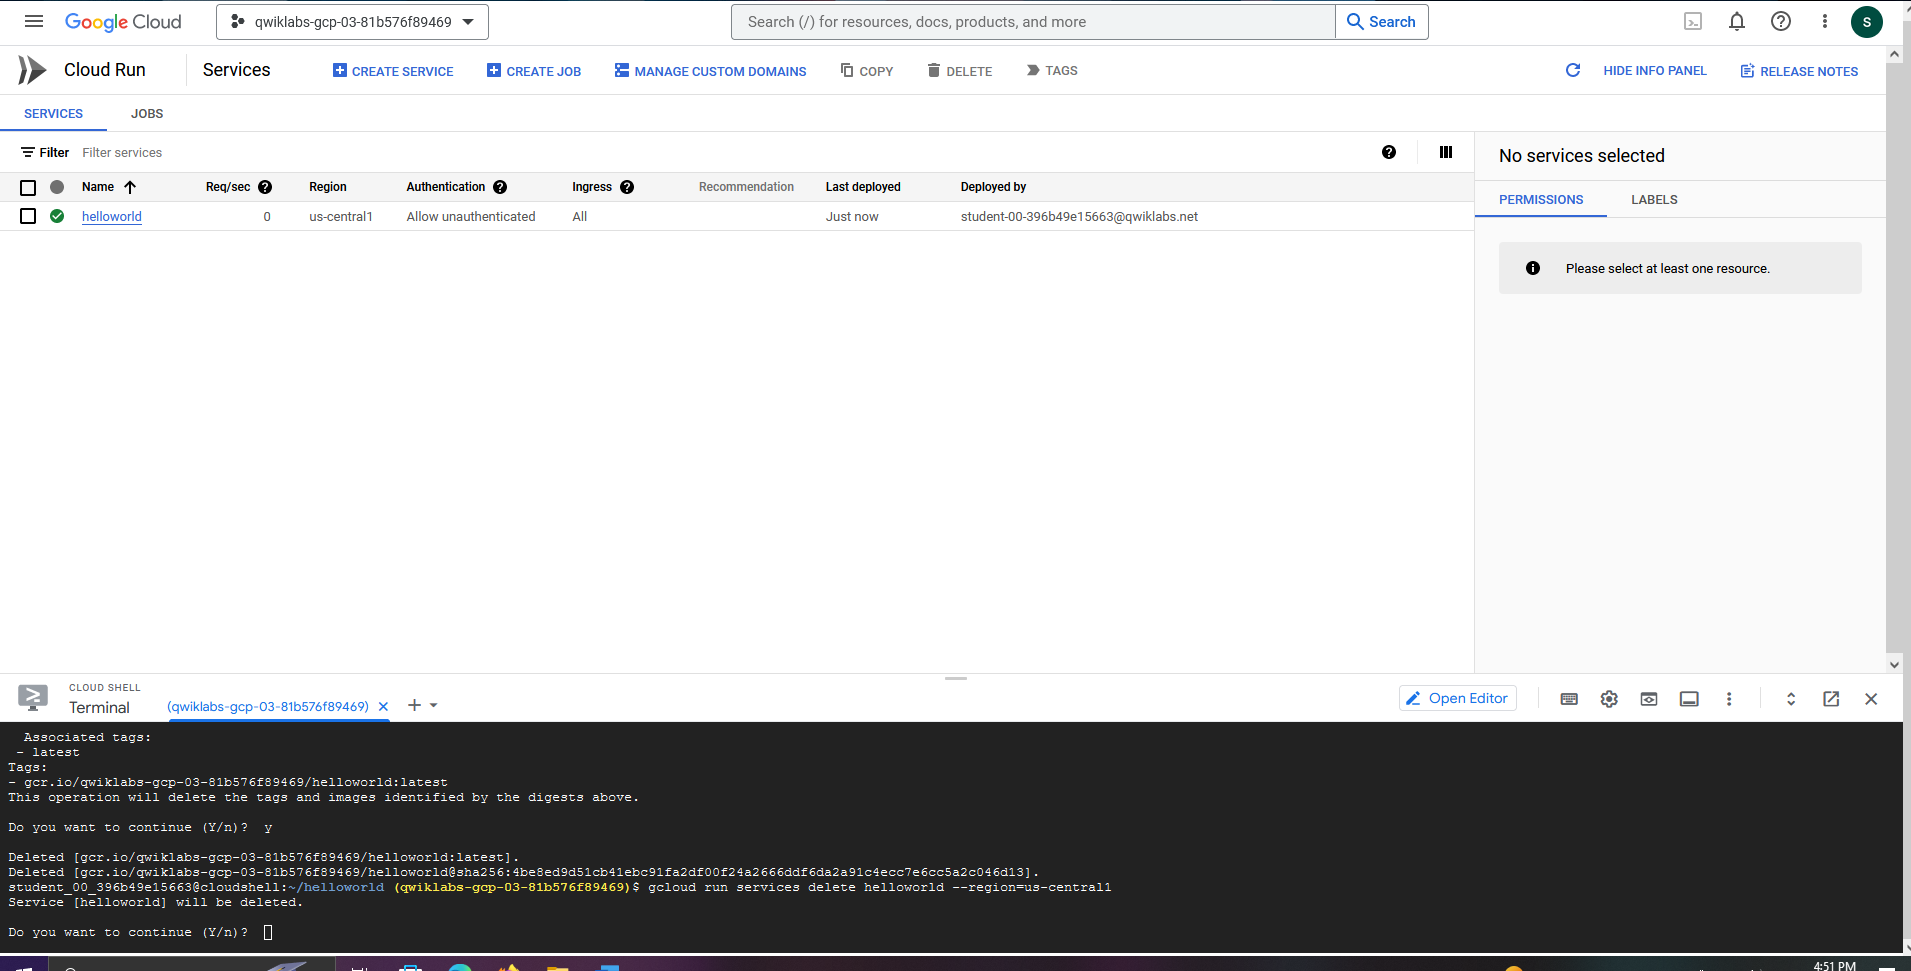 Google Cloud
qwiklabs-gcp-03-81b576f89469
Search (/) for resources, docs, products, and more
Search
S
Cloud Run
Services
CREATE SERVICE
CREATE JOB
MANAGE CUSTOM DOMAINS
COPY
DELETE
TAGS
HIDE INFO PANEL
RELEASE NOTES
SERVICES
JOBS
Filter Filter services
Name Req/sec Region Authentication Ingress Recommendation Last deployed Deployed by
helloworld 0 us-central1 Allow unauthenticated All Just now student-00-396b49e15663@qwiklabs.net
No services selected
PERMISSIONS
LABELS
Please select at least one resource.
CLOUD SHELL
Terminal
(qwiklabs-gcp-03-81b576f89469)
Open Editor
Associated tags:
- latest
Tags:
- gcr.io/qwiklabs-gcp-03-81b576f89469/helloworld:latest
This operation will delete the tags and images identified by the digests above.
Do you want to continue (Y/n)? y
Deleted [gcr.io/qwiklabs-gcp-03-81b576f89469/helloworld:latest].
Deleted [gcr.io/qwiklabs-gcp-03-81b576f89469/helloworld@sha256:4be8ed9d51cb41ebc91fa2df00f24a2666ddf6da2a91c4ecc7e6cc5a2c046d13].
student_00_396b49e15663@cloudshell:~/helloworld (qwiklabs-gcp-03-81b576f89469)$ gcloud run services delete helloworld --region=us-central1
Service [helloworld] will be deleted.
Do you want to continue (Y/n)?
4:51 PM